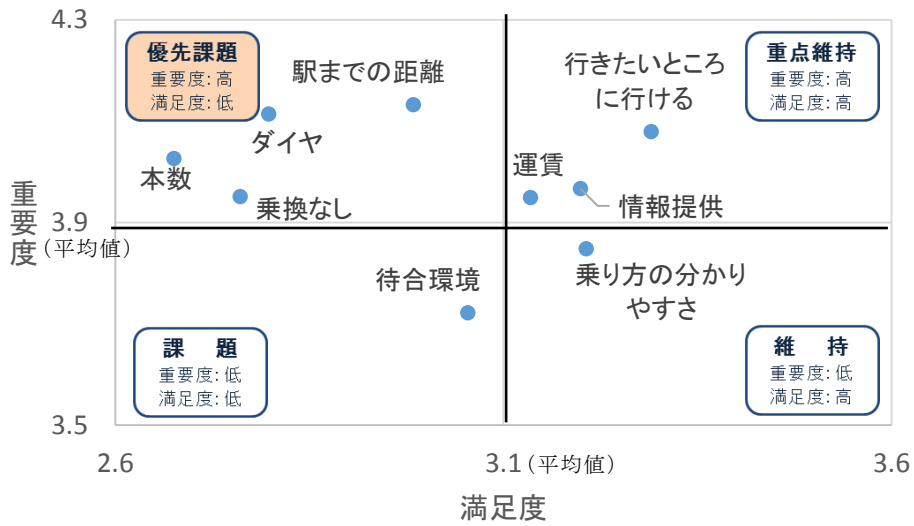 4.3
優先課題
重要度：高
満足度：低
駅までの距離
行きたいところ
に行ける
重点維持
重要度：高
満足度：高
ダイヤ
本数
乗換なし
運賃
情報提供
重要度
3.9
(平均値)
待合環境
乗り方の分かり
やすさ
課　題
重要度：低
満足度：低
維　持
重要度：低
満足度：高
3.5
2.6
3.1(平均値)
3.6
満足度